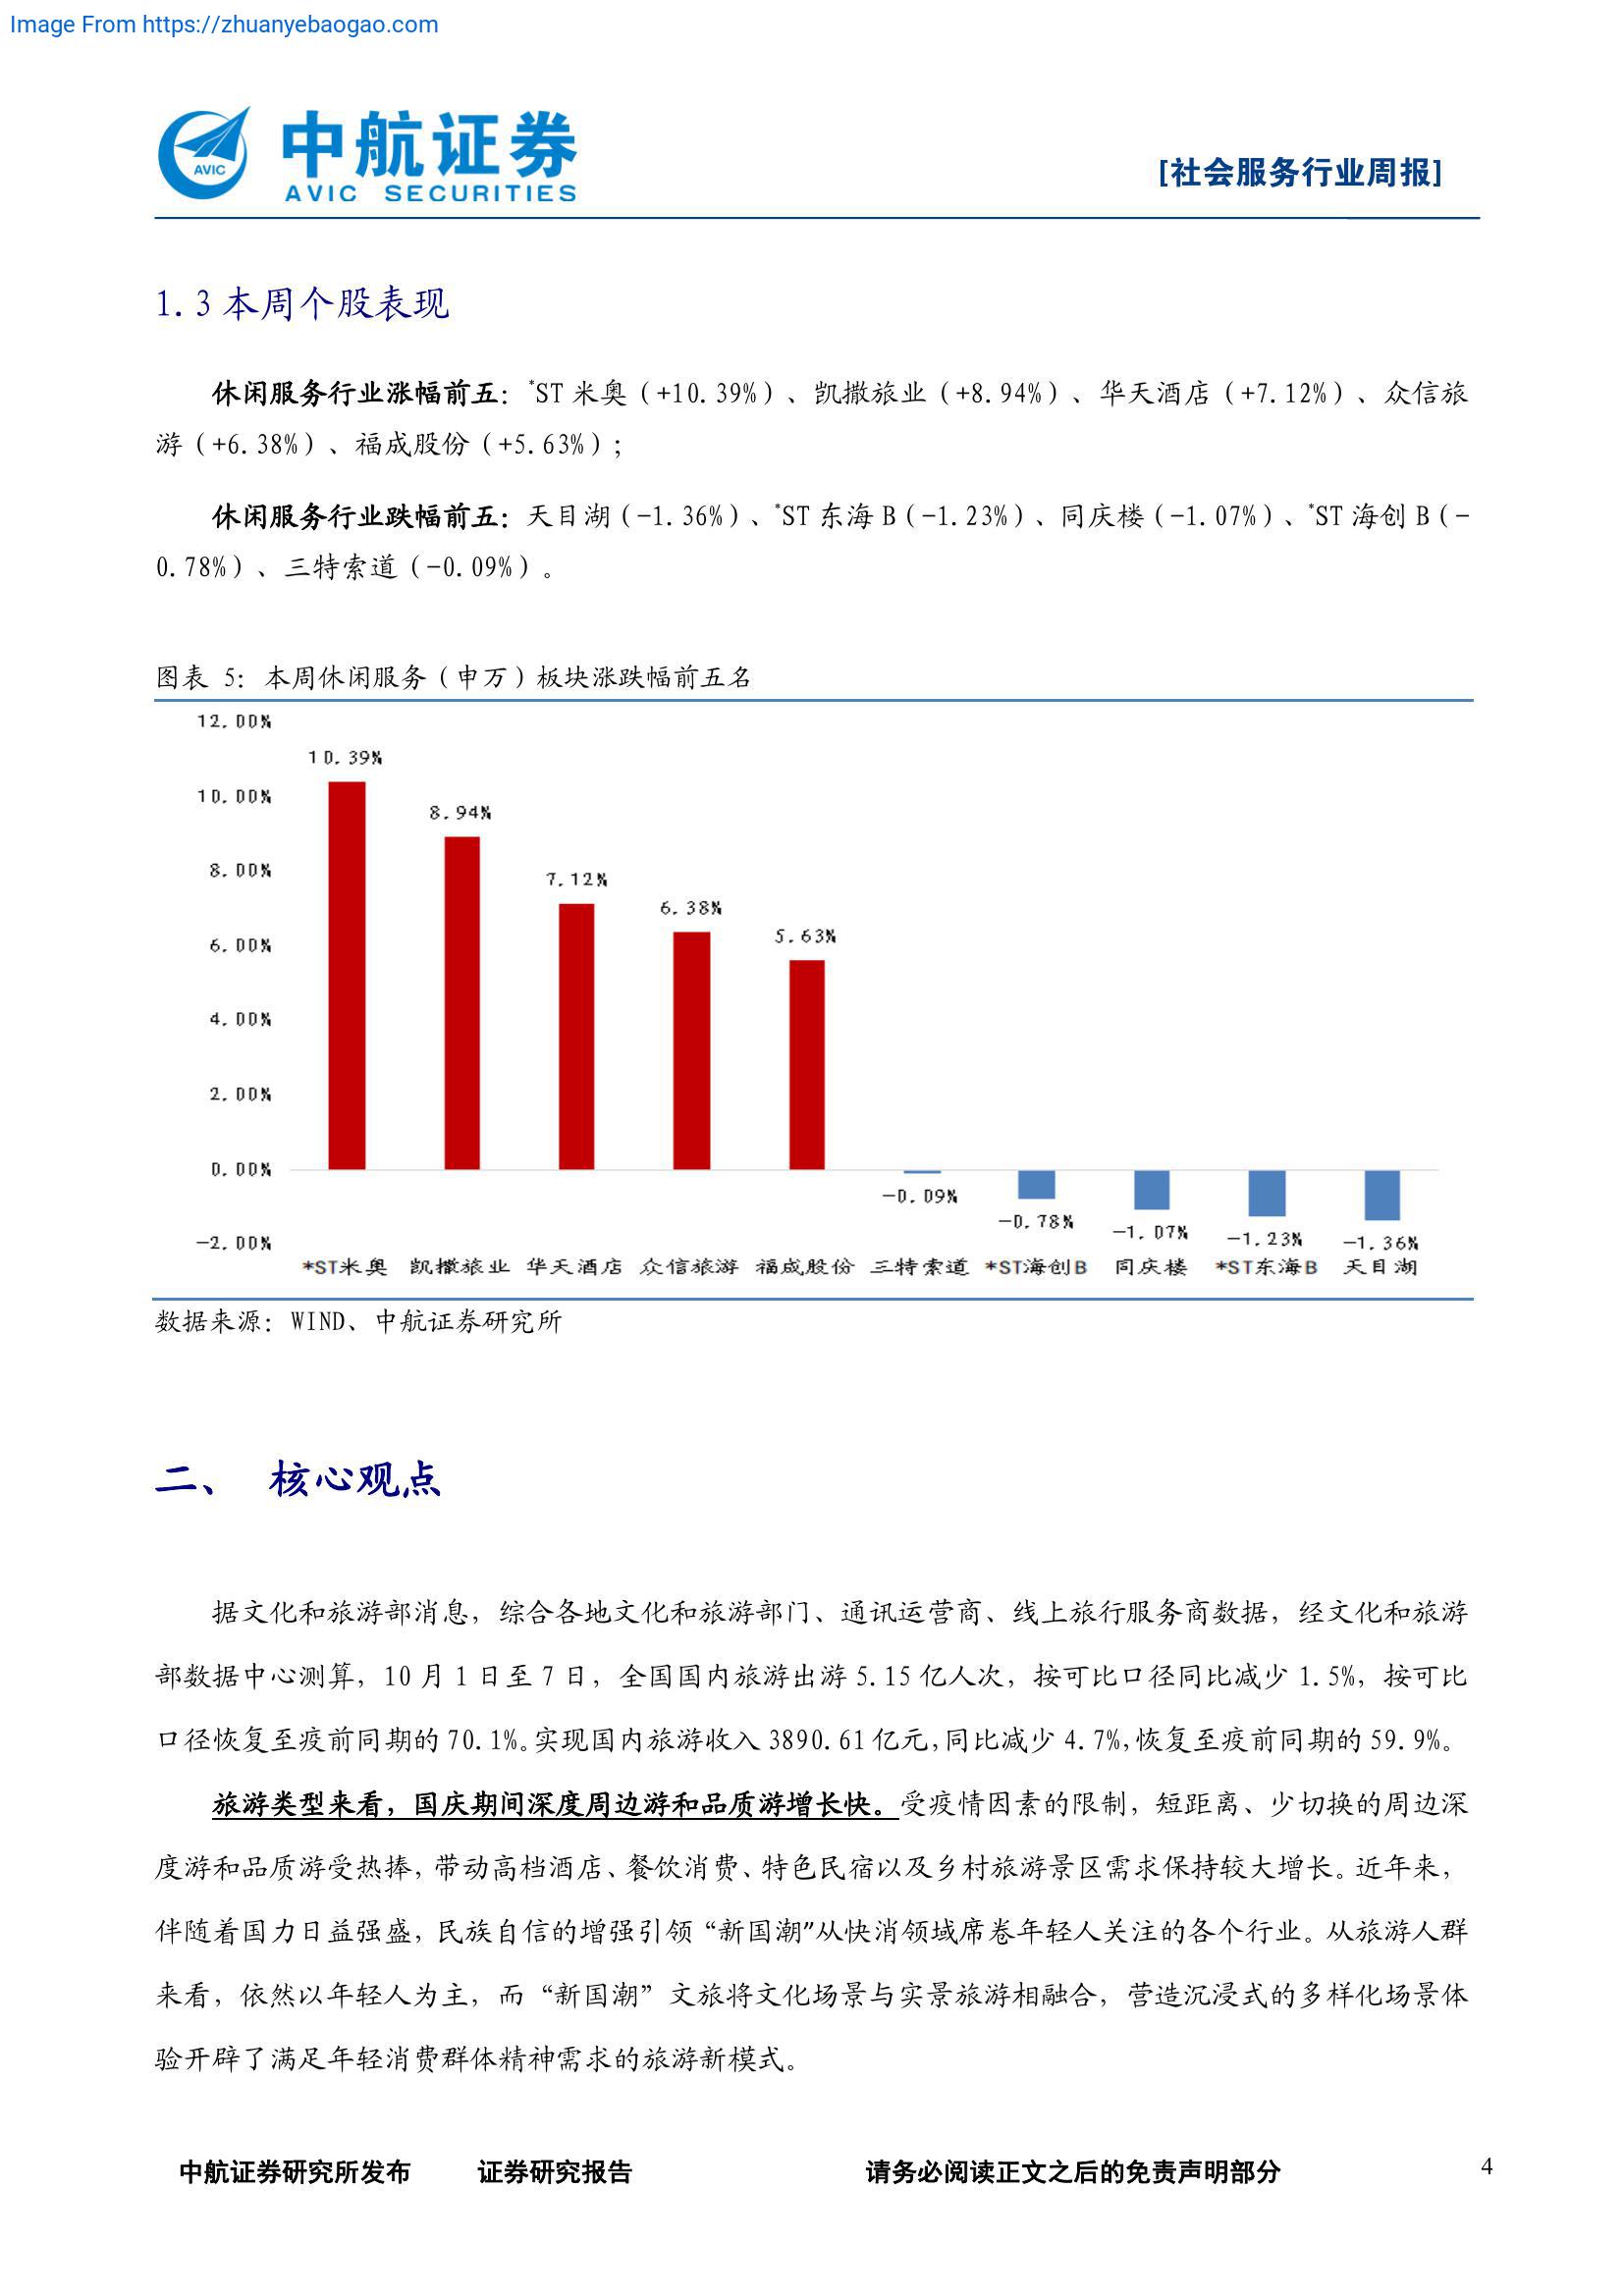 Image From https://zhuanyebaogao.com
AVIC
中航证券
AVIC SECURITIES
[社会服务行业周报]
1.3 本周个股表现
休闲服务行业涨幅前五：*ST 米奥（+10.39%）、凯撒旅业（+8.94%）、华天酒店（+7.12%）、众信旅
游（+6.38%）、福成股份（+5.63%）；
休闲服务行业跌幅前五：天目湖（-1.36%）、*ST 东海 B（-1.23%）、同庆楼（-1.07%）、*ST 海创 B（-
0.78%）、三特索道（-0.09%）。
图表 5：本周休闲服务（申万）板块涨跌幅前五名
12.00%
10.00%
8.00%
6.00%
4.00%
2.00%
0.00%
-2.00%
10.39%
8.94%
7.12%
6.38%
5.63%
-0.09%
-0.78%
-1.07%
-1.23%
-1.36%
*ST米奥 凯撒旅业 华天酒店 众信旅游 福成股份 三特索道 *ST海创B 同庆楼 *ST东海B 天目湖
数据来源：WIND、中航证券研究所
二、 核心观点
据文化和旅游部消息，综合各地文化和旅游部门、通讯运营商、线上旅行服务商数据，经文化和旅游
部数据中心测算，10 月 1 日至 7 日，全国国内旅游出游 5.15 亿人次，按可比口径同比减少 1.5%，按可比
口径恢复至疫前同期的 70.1%。实现国内旅游收入 3890.61 亿元，同比减少 4.7%，恢复至疫前同期的 59.9%。
旅游类型来看，国庆期间深度周边游和品质游增长快。受疫情因素的限制，短距离、少切换的周边深
度游和品质游受热捧，带动高档酒店、餐饮消费、特色民宿以及乡村旅游景区需求保持较大增长。近年来，
伴随着国力日益强盛，民族自信的增强引领“新国潮”从快消领域席卷年轻人关注的各个行业。从旅游人群
来看，依然以年轻人为主，而“新国潮”文旅将文化场景与实景旅游相融合，营造沉浸式的多样化场景体
验开辟了满足年轻消费群体精神需求的旅游新模式。
中航证券研究所发布 证券研究报告 请务必阅读正文之后的免责声明部分 4